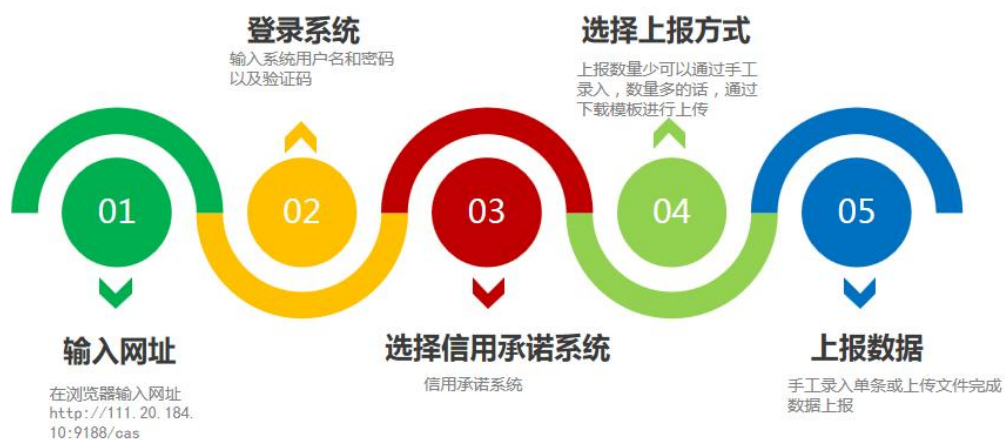 登录系统
输入系统用户名和密码
以及验证码
选择上报方式
上报数量少可以通过手工
录入，数量多的话，通过
下载模板进行上传
01
02
03
04
05
输入网址
在浏览器输入网址
http://111.20.184.
10:9188/cas
选择信用承诺系统
信用承诺系统
上报数据
手工录入单条或上传文件完成
数据上报